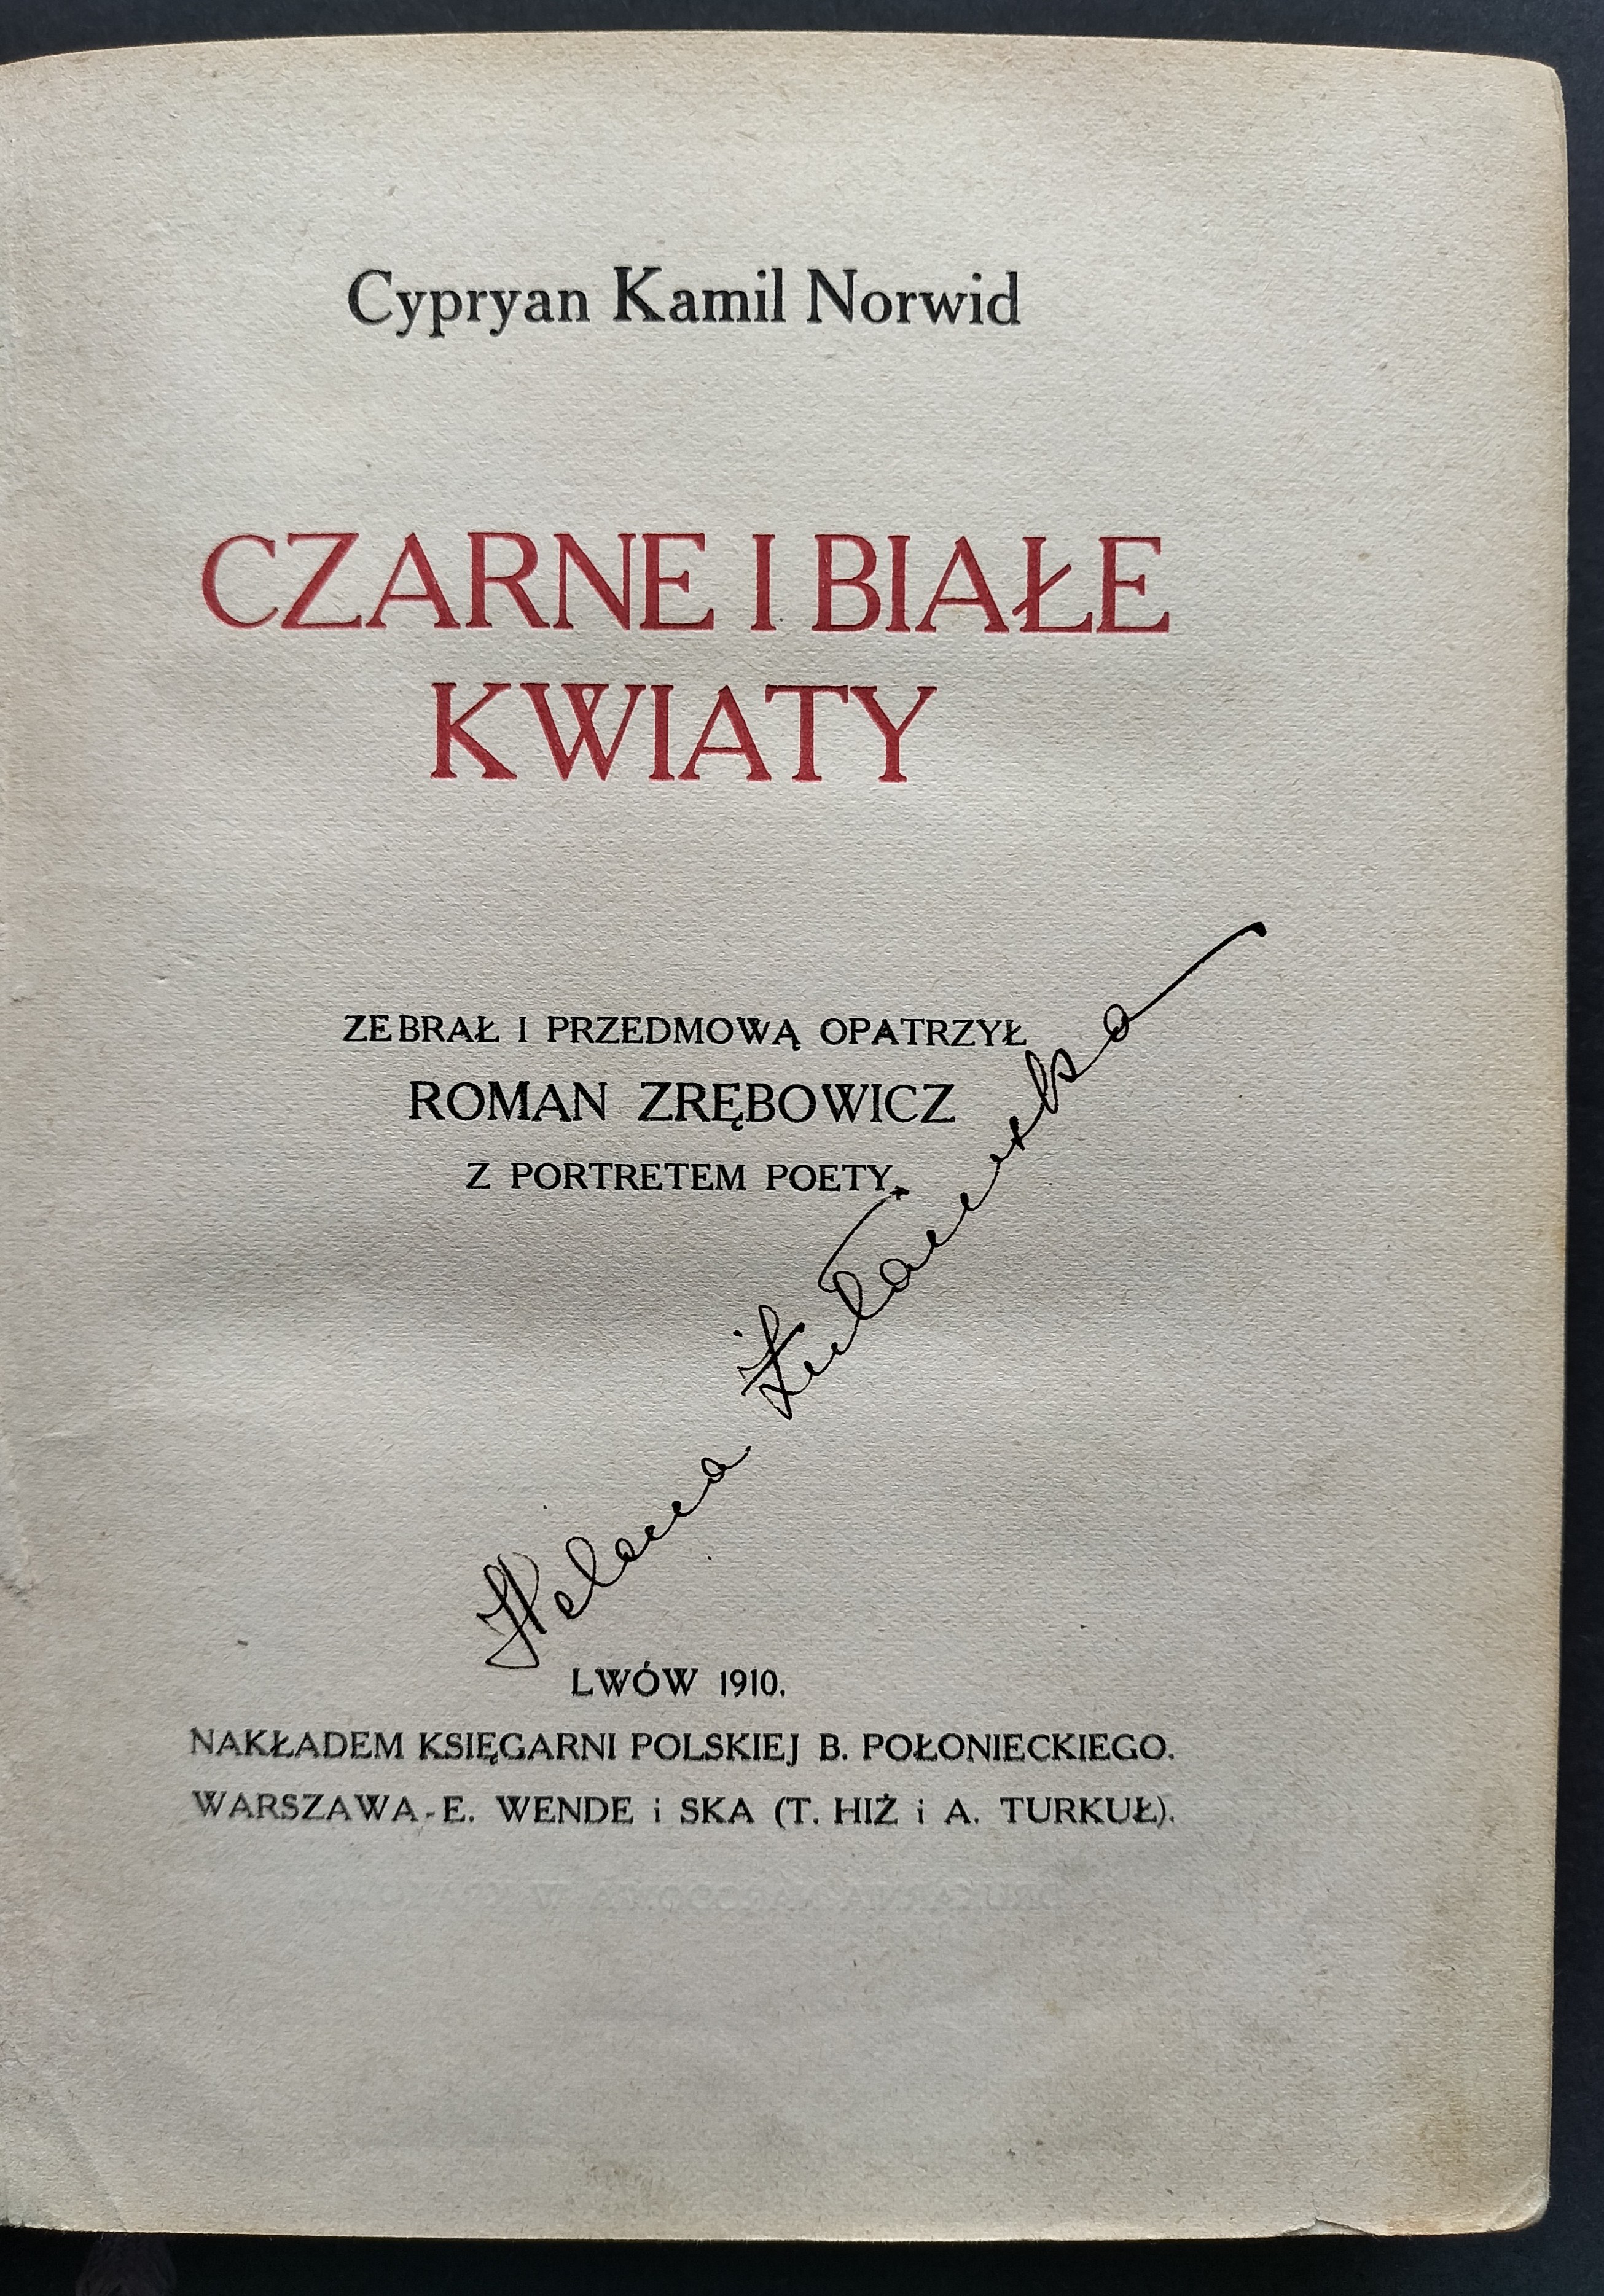 Cypryan Kamil Norwid
CZARNE I BIAŁE
KWIATY
ZEBRAŁ I PRZEDMOWĄ OPATRZYŁ
ROMAN ZRĘBOWICZ
Z PORTRETEM POETY.
Helena
LWÓW 1910.
NAKŁADEM KSIĘGARNI POLSKIEJ B. POŁONIECKIEGO.
WARSZAWA-E. WENDE i SKA (T. HIŻ i A. TURKUŁ).